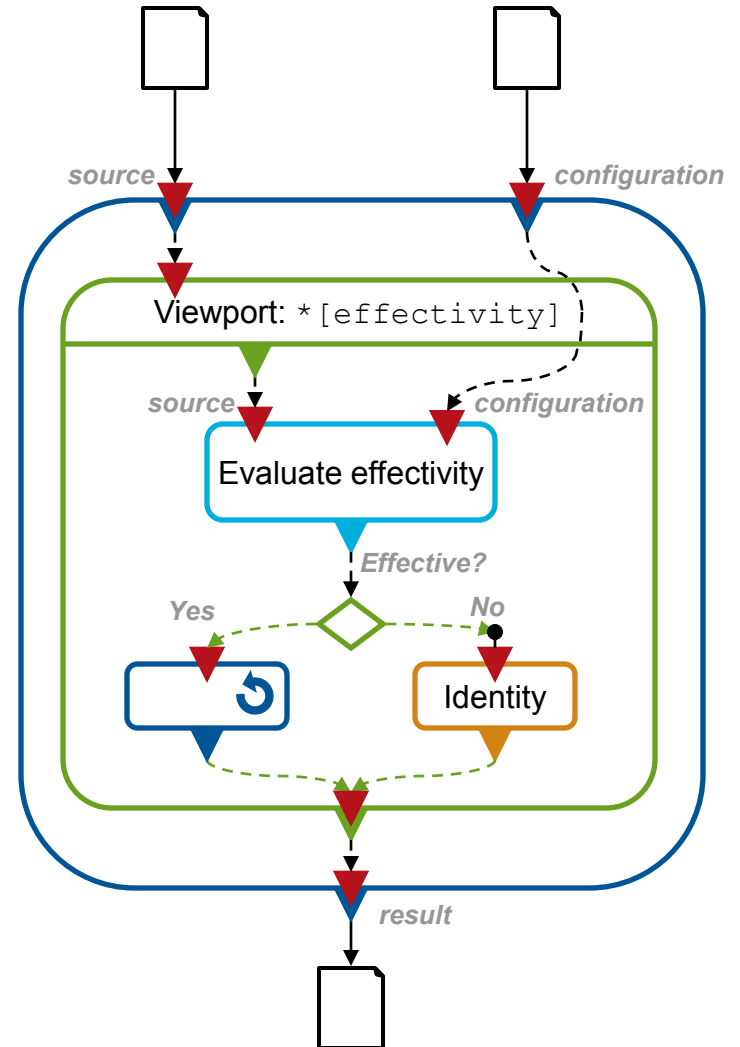 source
configuration
Viewport: *[effectivity]
source
configuration
Evaluate effectivity
Effective?
Yes
No
Identity
result